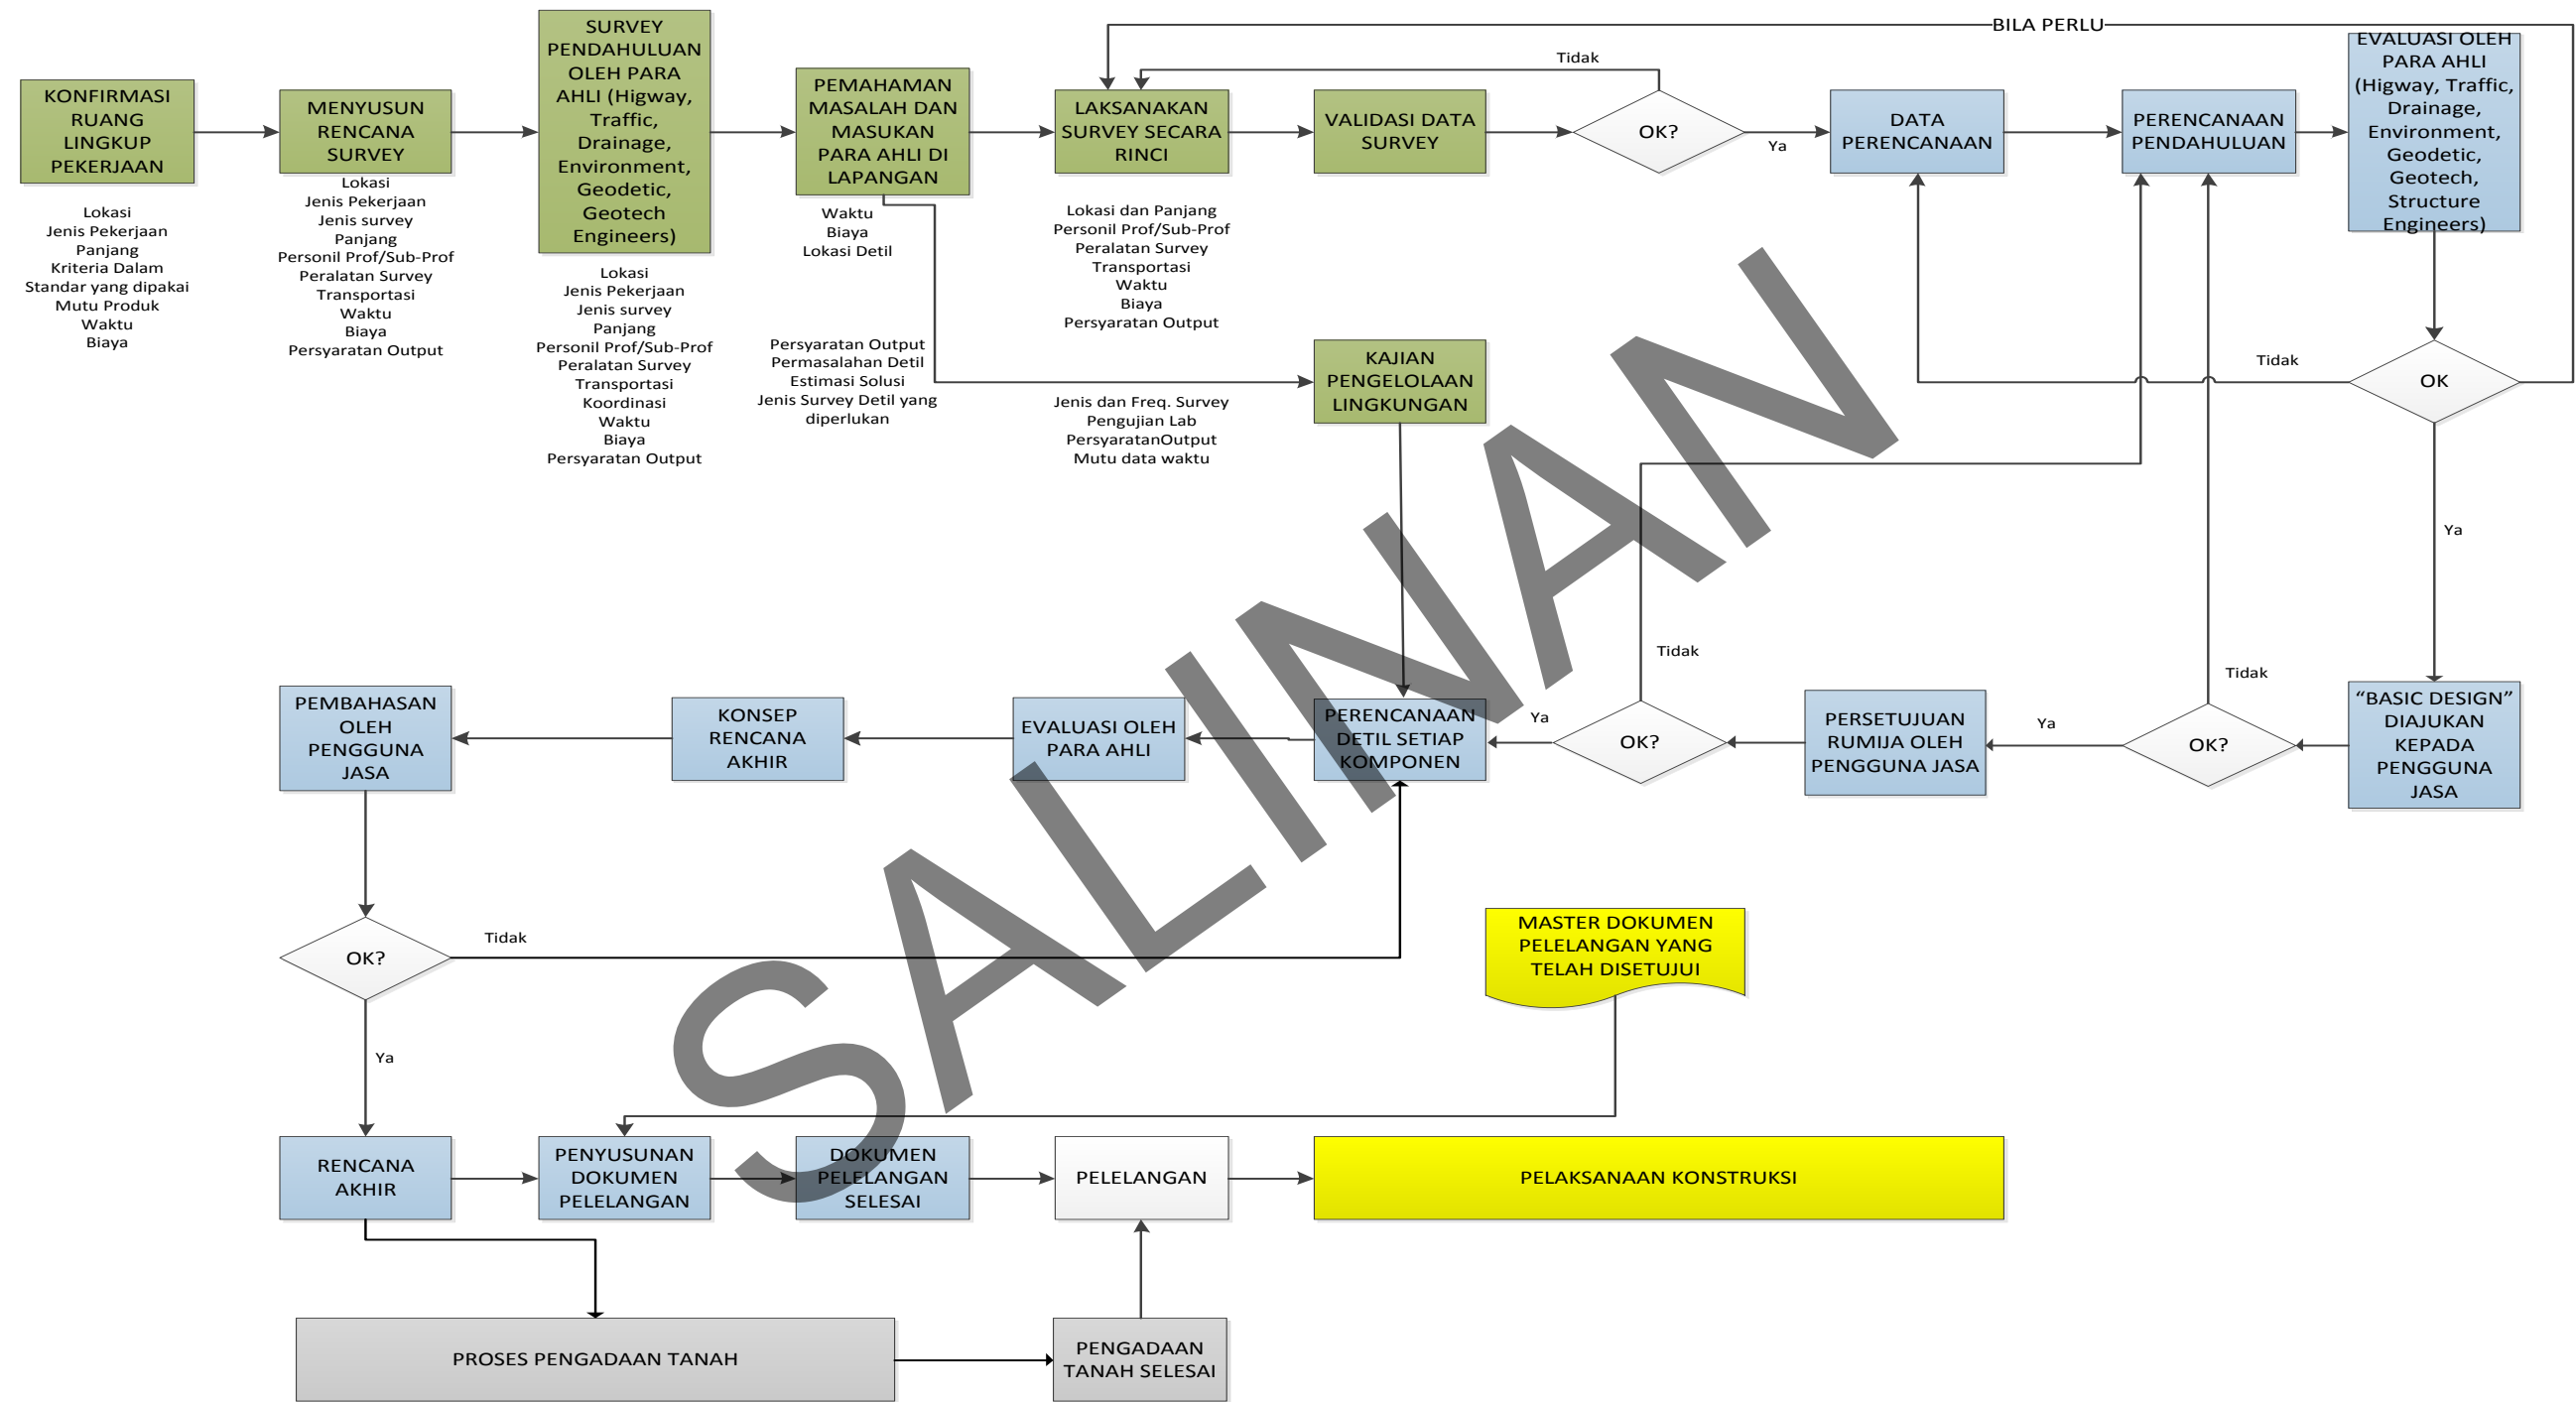 BILA PERLU
KONFIRMASI
RUANG
LINGKUP
PEKERJAAN
Lokasi
Jenis Pekerjaan
Panjang
Kriteria Dalam
Standar yang dipakai
Mutu Produk
Waktu
Biaya
MENYUSUN
RENCANA
SURVEY
Lokasi
Jenis Pekerjaan
Jenis survey
Panjang
Personil Prof/Sub-Prof
Peralatan Survey
Transportasi
Waktu
Biaya
Persyaratan Output
SURVEY
PENDAHULUAN
OLEH PARA
AHLI (Higway,
Traffic,
Drainage,
Environment,
Geodetic,
Geotech
Engineers)
Lokasi
Jenis Pekerjaan
Jenis survey
Panjang
Personil Prof/Sub-Prof
Peralatan Survey
Transportasi
Koordinasi
Waktu
Biaya
Persyaratan Output
PEMAHAMAN
MASALAH DAN
MASUKAN
PARA AHLI DI
LAPANGAN
Waktu
Biaya
Lokasi Detil
Persyaratan Output
Permasalahan Detil
Estimasi Solusi
Jenis Survey Detil yang
diperlukan
LAKSANAKAN
SURVEY SECARA
RINCI
Lokasi dan Panjang
Personil Prof/Sub-Prof
Peralatan Survey
Transportasi
Waktu
Biaya
Persyaratan Output
Jenis dan Freq. Survey
Pengujian Lab
PersyaratanOutput
Mutu data waktu
VALIDASI DATA
SURVEY
Tidak
OK?
Ya
DATA
PERENCANAAN
PERENCANAAN
PENDAHULUAN
EVALUASI OLEH
PARA AHLI
(Higway, Traffic,
Drainage,
Environment,
Geodetic,
Geotech,
Structure
Engineers)
KAJIAN
PENGELOLAAN
LINGKUNGAN
Tidak
OK
Ya
"BASIC DESIGN"
DIAJUKAN
KEPADA
PENGGUNA
JASA
Tidak
OK?
Ya
PERSETUJUAN
RUMIJA OLEH
PENGGUNA JASA
Tidak
OK?
Ya
PERENCANAAN
DETIL SETIAP
KOMPONEN
EVALUASI OLEH
PARA AHLI
KONSEP
RENCANA
AKHIR
PEMBAHASAN
OLEH
PENGGUNA
JASA
OK?
Tidak
Ya
MASTER DOKUMEN
PELELANGAN YANG
TELAH DISETUJUI
RENCANA
AKHIR
PENYUSUNAN
DOKUMEN
PELELANGAN
DOKUMEN
PELELANGAN
SELESAI
PELELANGAN
PELAKSANAAN KONSTRUKSI
PROSES PENGADAAN TANAH
PENGADAAN
TANAH SELESAI
SALINAN